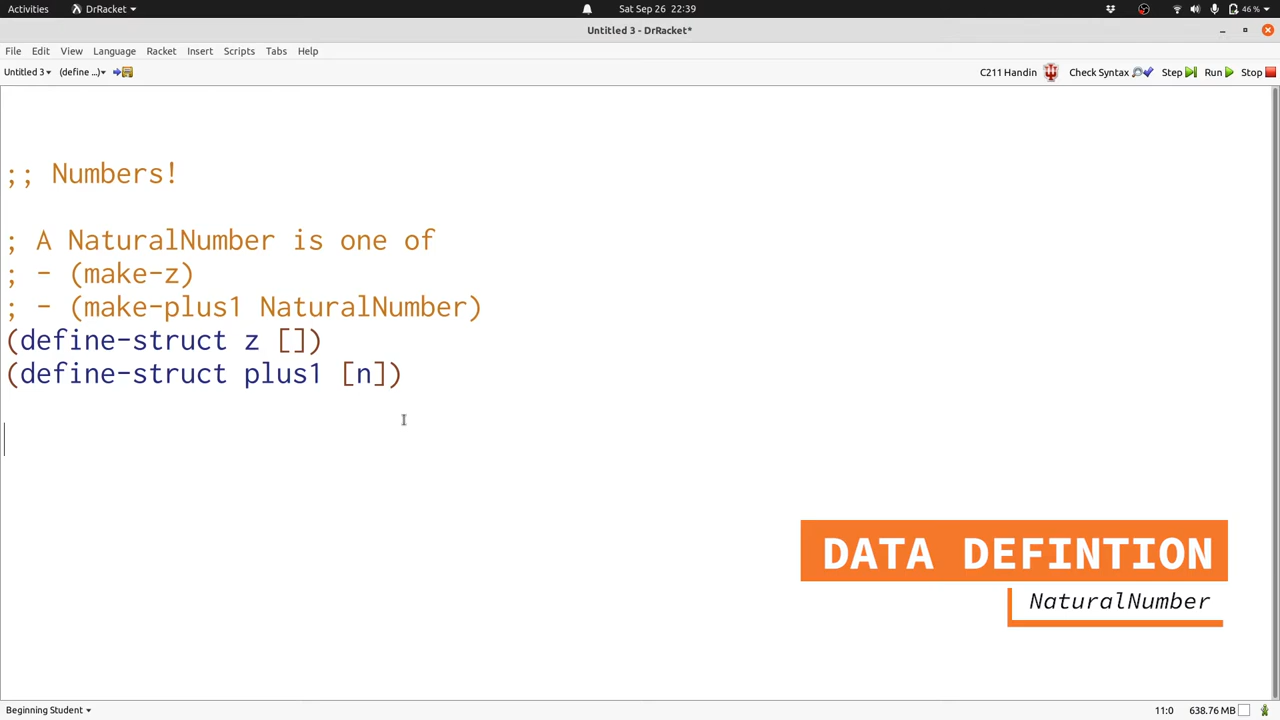 Activities DrRacket Sat Sep 26 22:39 46 %
Untitled 3 - DrRacket*
File Edit View Language Racket Insert Scripts Tabs Help
Untitled 3 (define ...) C211 Handin Check Syntax Step Run Stop
;; Numbers!
; A NaturalNumber is one of
; - (make-z)
; - (make-plus1 NaturalNumber)
(define-struct z [])
(define-struct plus1 [n])
DATA DEFINTION
NaturalNumber
Beginning Student 11:0 638.76 MB